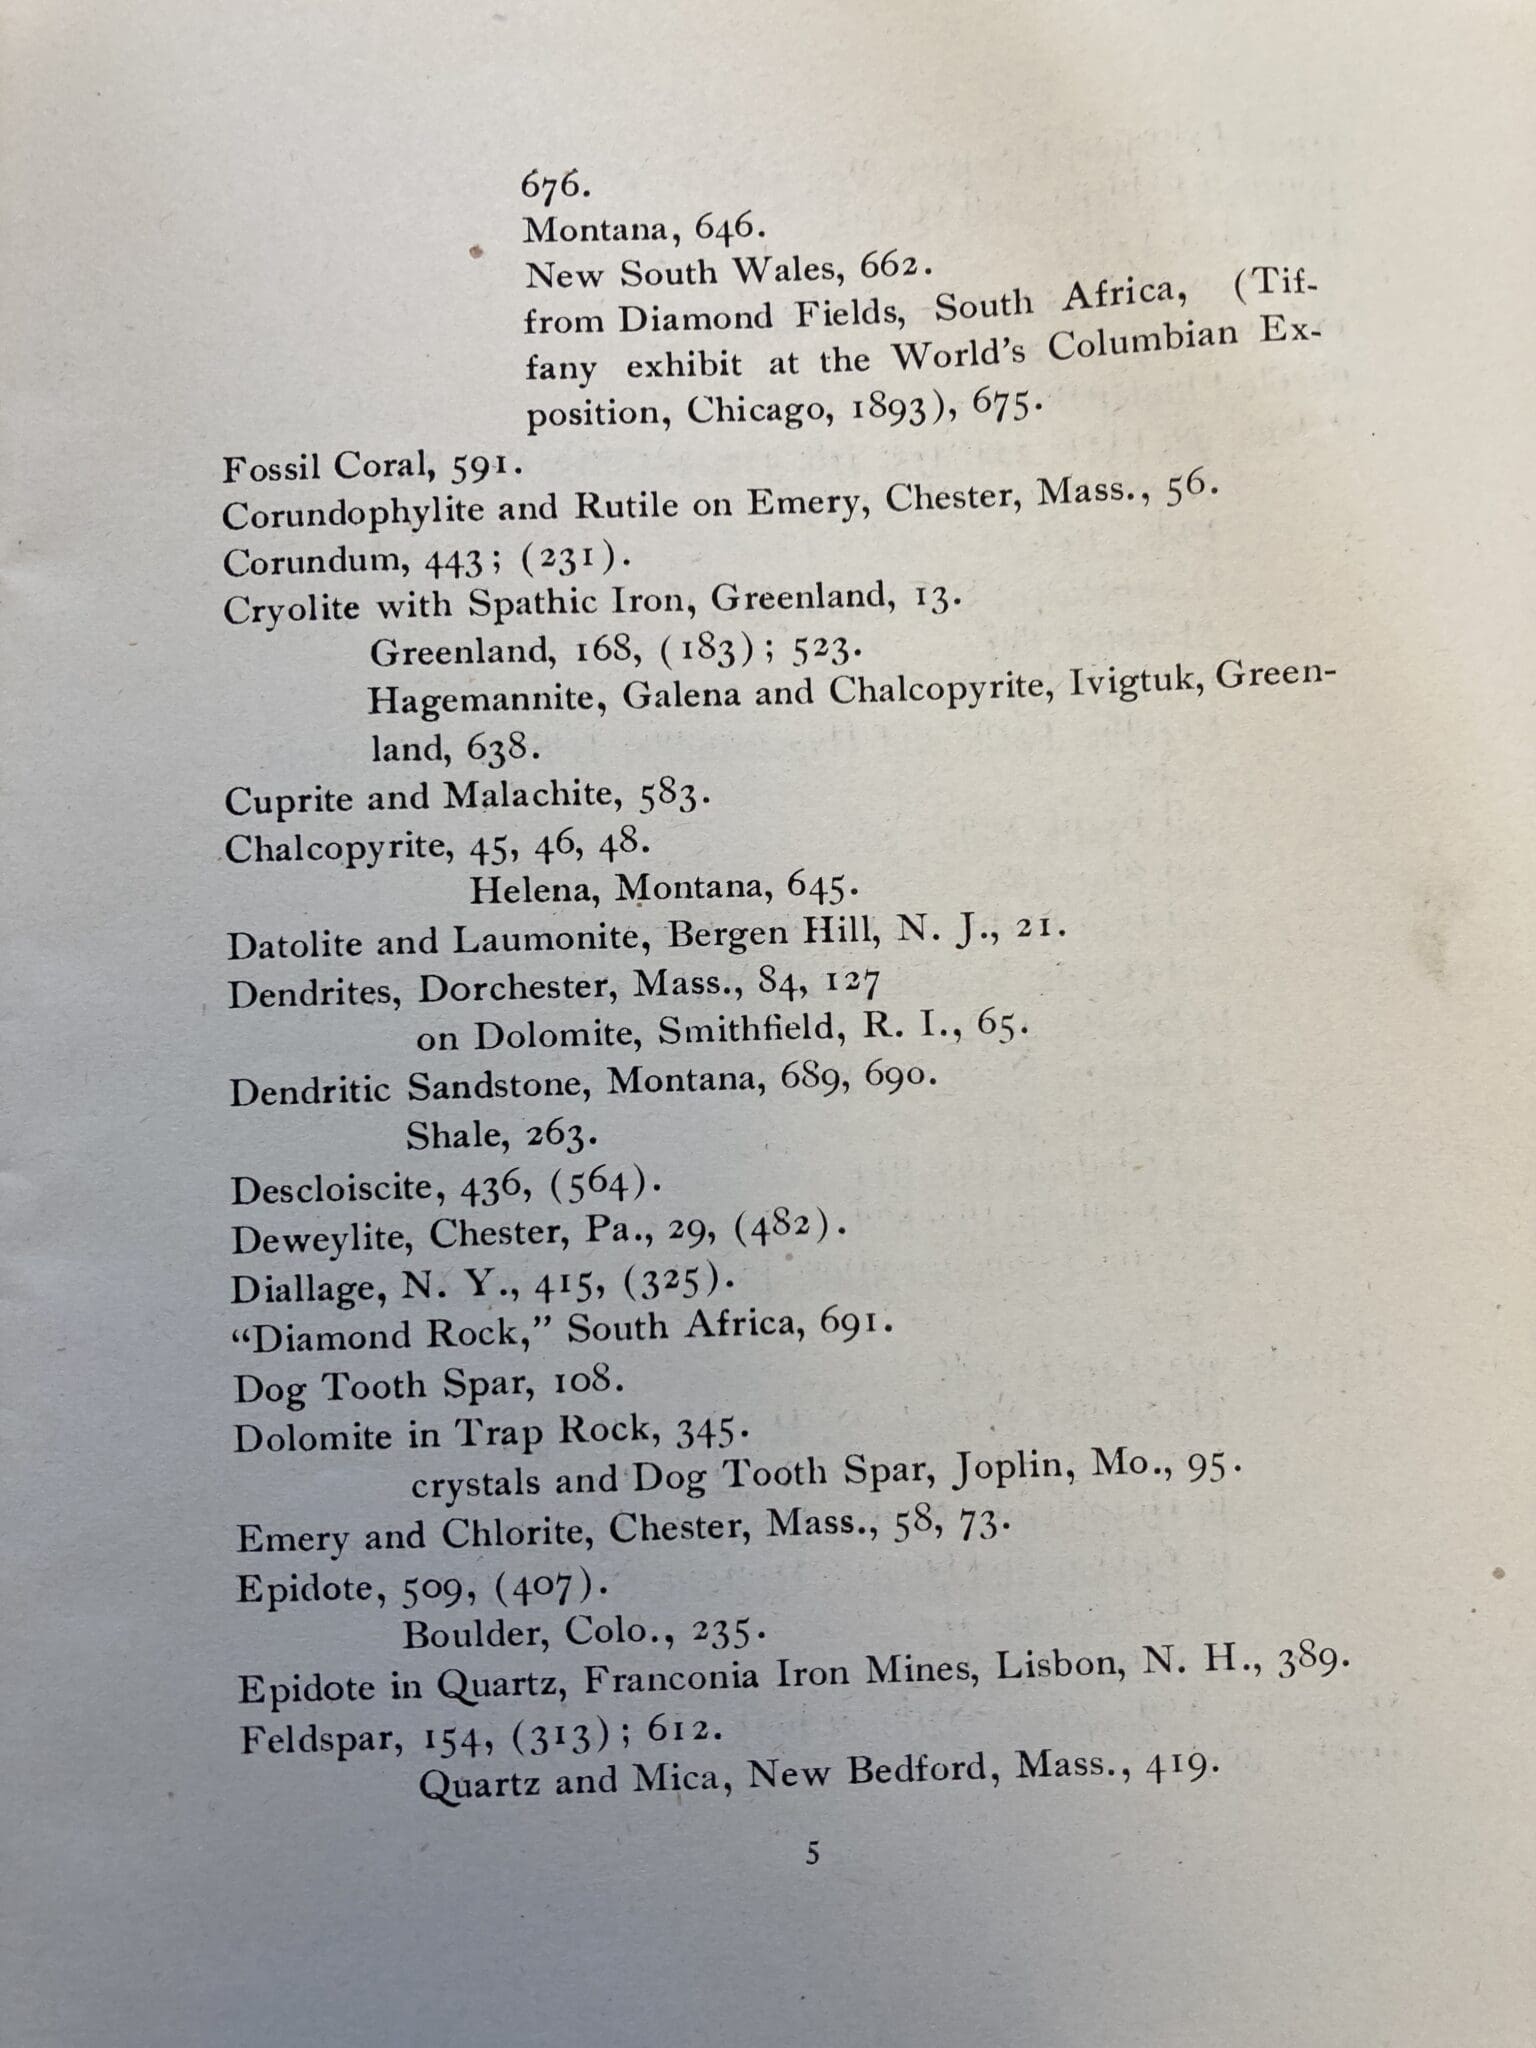 676.
Montana, 646.
New South Wales, 662.
from Diamond Fields, South Africa, (Tif-
fany exhibit at the World's Columbian Ex-
position, Chicago, 1893), 675.
Fossil Coral, 591.
Corundophylite and Rutile on Emery, Chester, Mass., 56.
Corundum, 443; (231).
Cryolite with Spathic Iron, Greenland, 13.
Greenland, 168, (183); 523.
Hagemannite, Galena and Chalcopyrite, Ivigtuk, Green-
land, 638.
Cuprite and Malachite, 583.
Chalcopyrite, 45, 46, 48.
Helena, Montana, 645.
Datolite and Laumonite, Bergen Hill, N. J., 21.
Dendrites, Dorchester, Mass., 84, 127
on Dolomite, Smithfield, R. I., 65.
Dendritic Sandstone, Montana, 689, 690.
Shale, 263.
Descloiscite, 436, (564).
Deweylite, Chester, Pa., 29, (482).
Diallage, N. Y., 415, (325).
“Diamond Rock,” South Africa, 691.
Dog Tooth Spar, 108.
Dolomite in Trap Rock, 345.
crystals and Dog Tooth Spar, Joplin, Mo., 95.
Emery and Chlorite, Chester, Mass., 58, 73.
Epidote, 509, (407).
Boulder, Colo., 235.
Epidote in Quartz, Franconia Iron Mines, Lisbon, N. H., 389.
Feldspar, 154, (313); 612.
Quartz and Mica, New Bedford, Mass., 419.
5